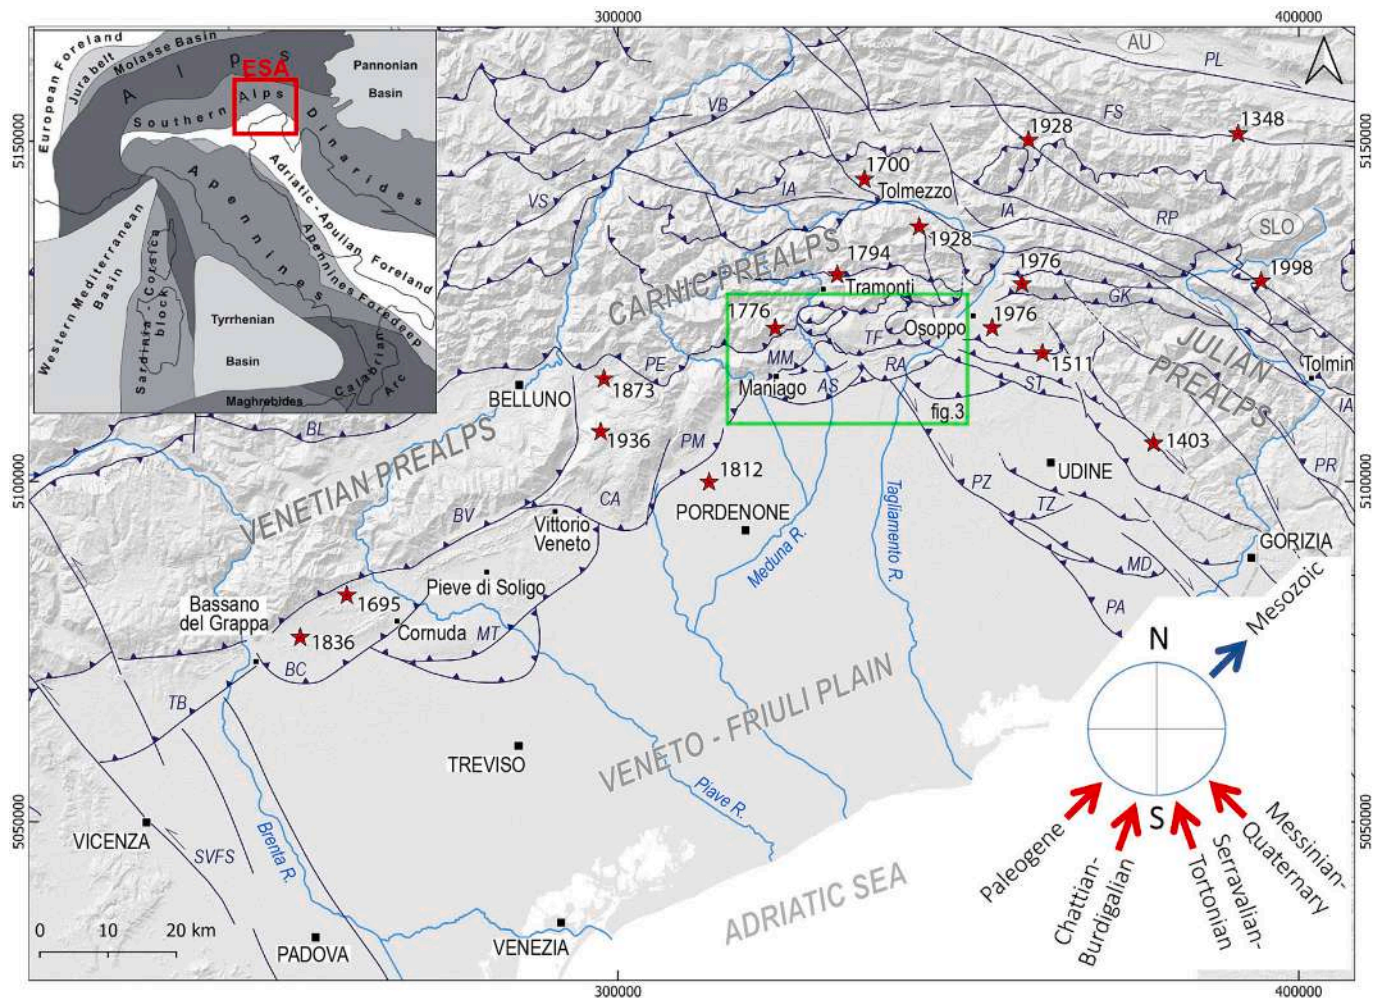 300000
400000
European Foreland
Jura belt
Molasse Basin
A l p s
ESA
Southern Alps
Pannonian
Basin
Dinarides
Adriatic - Apulian Foreland
Apennines
Apennines Foredeep
Western Mediterranean
Basin
Sardinia - Corsica
block
Tyrrhenian
Basin
Calabrian
Arc
Maghrebides
AU
PL
VB
FS
1348
1928
5150000
5150000
1700
Tolmezzo
IA
IA
VS
RP
SLO
1928
CARNIC PREALPS
1794
Tramonti
1976
1998
GK
1776
Osoppo
1976
TF
JULIAN
PREALPS
1511
Tolmin
PE
MM
RA
ST
Maniago
AS
fig.3
IA
BELLUNO
1873
BL
1936
PM
1403
VENETIAN PREALPS
1812
PZ
UDINE
PR
5100000
5100000
CA
PORDENONE
TZ
BV
Vittorio
Veneto
GORIZIA
Meduna R.
Tagliamento R.
MD
Pieve di Soligo
PA
Bassano
del Grappa
1695
Cornuda
1836
MT
BC
TB
Mesozoic
N
S
VENETO - FRIULI PLAIN
TREVISO
Piave R.
Paleogene
Chattian-
Burdigalian
Serravalian-
Tortonian
Messinian-
Quaternary
5050000
5050000
VICENZA
SVFS
Brenta R.
ADRIATIC SEA
0 10 20 km
PADOVA
VENEZIA
300000
400000